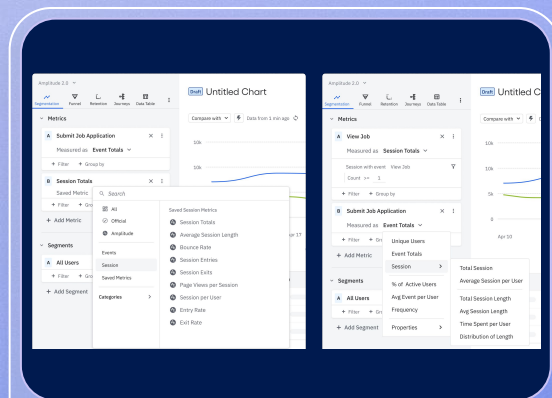 Amplitude 2.0
Segmentation Funnel Retention Journeys Data Table
Metrics
A Submit Job Application
Measured as Event Totals
+ Filter + Group by
B Session Totals
Saved Metric
+ Filter + Gro
+ Add Metric
Segments
A All Users
+ Filter + Gro
+ Add Segment
Draft Untitled Chart
Compare with Data from 1 min ago
10k
10k
Apr 17
Search
All
Official
Amplitude
Events
Session
Saved Metrics
Categories
Saved Session Metrics
Session Totals
Average Session Length
Bounce Rate
Session Entries
Session Exits
Page Views per Session
Session per User
Entry Rate
Exit Rate
Amplitude 2.0
Segmentation Funnel Retention Journeys Data Table
Metrics
A View Job
Measured as Session Totals
Session with event View Job
Count >= 1
+ Filter + Group by
B Submit Job Application
Measured as Event Totals
+ Filter + Gro
+ Add Metric
Segments
A All Users
+ Filter + Gro
+ Add Segment
Draft Untitled C
Compare with
10k
10k
5k
0
Apr 10
Unique Users
Event Totals
Session
% of Active Users
Avg Event per User
Frequency
Properties
Total Session
Average Session per User
Total Session Length
Avg Session Length
Time Spent per User
Distribution of Length